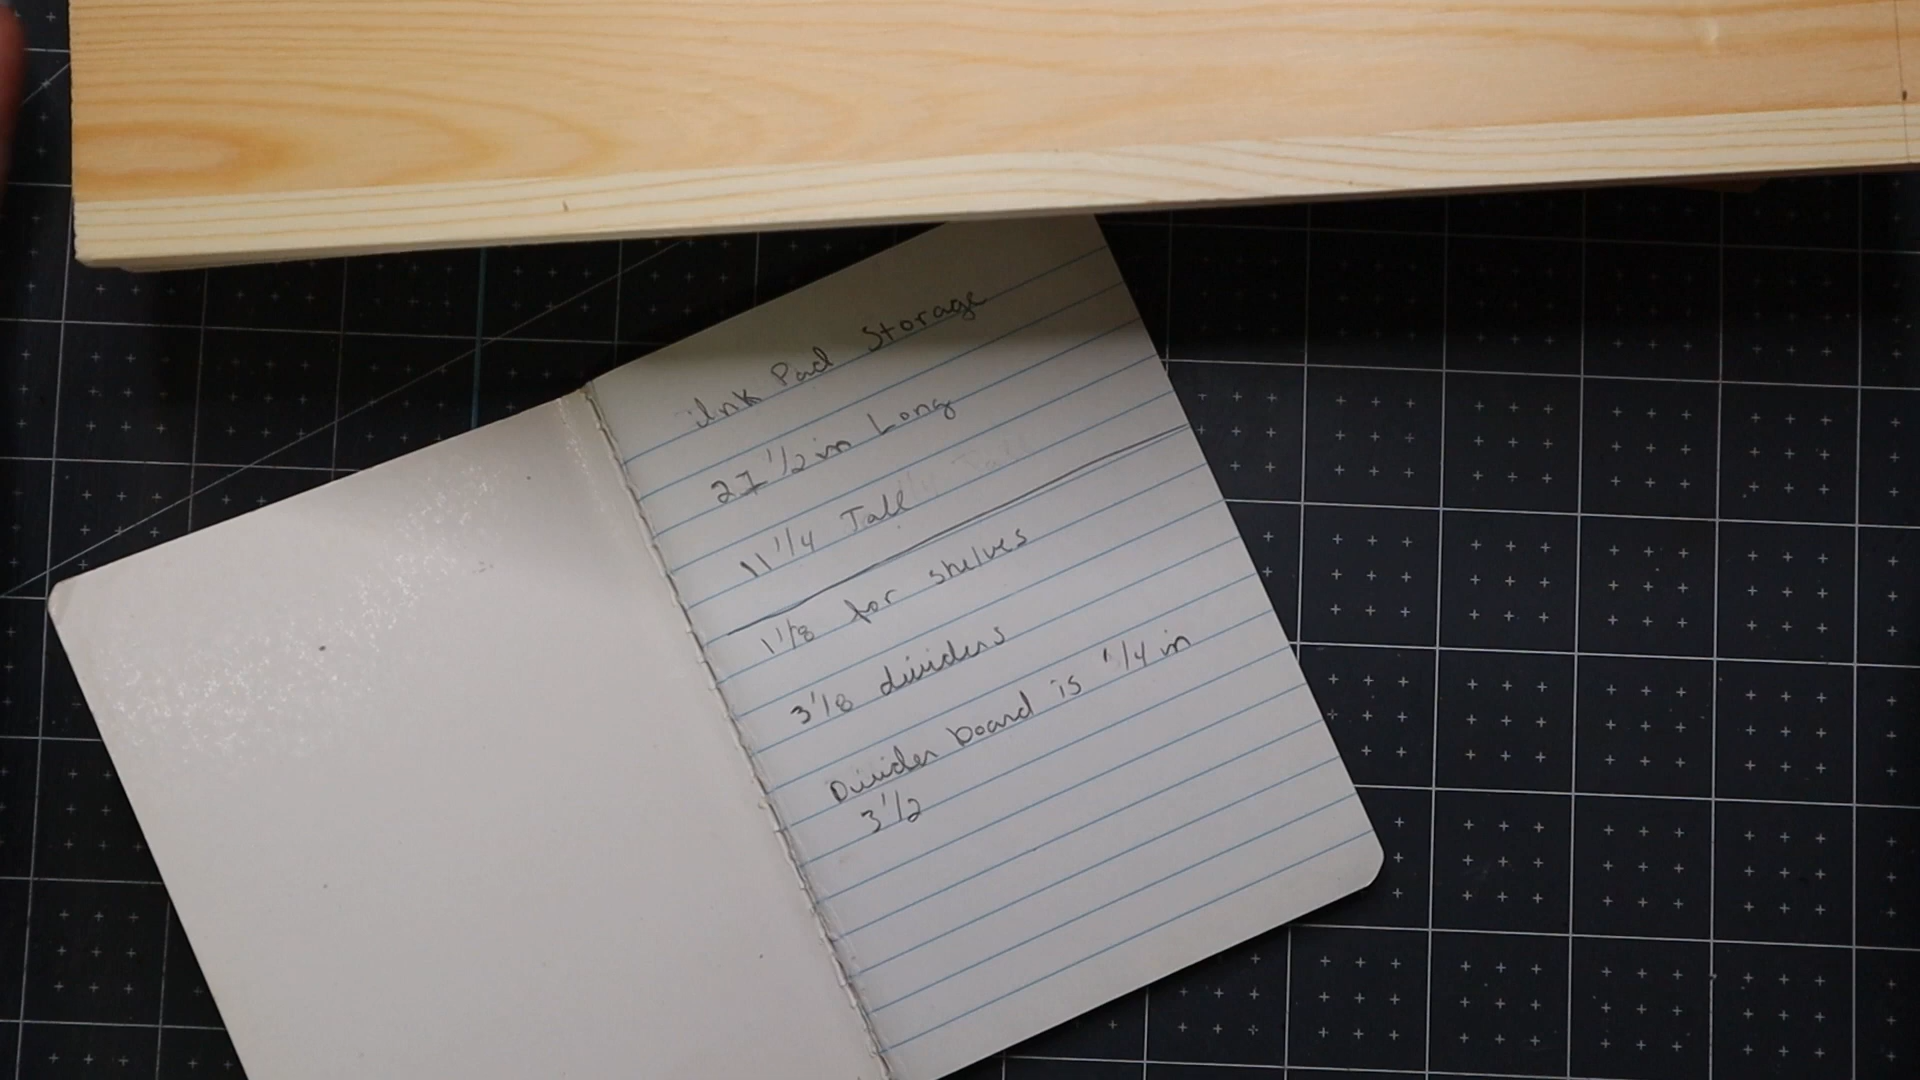 Ink Pad Storage
27 1/2 in Long
11 1/4 Tall
1 1/8 for shelves
3 1/8 dividers
Divider board is 1/4 in
3 1/2